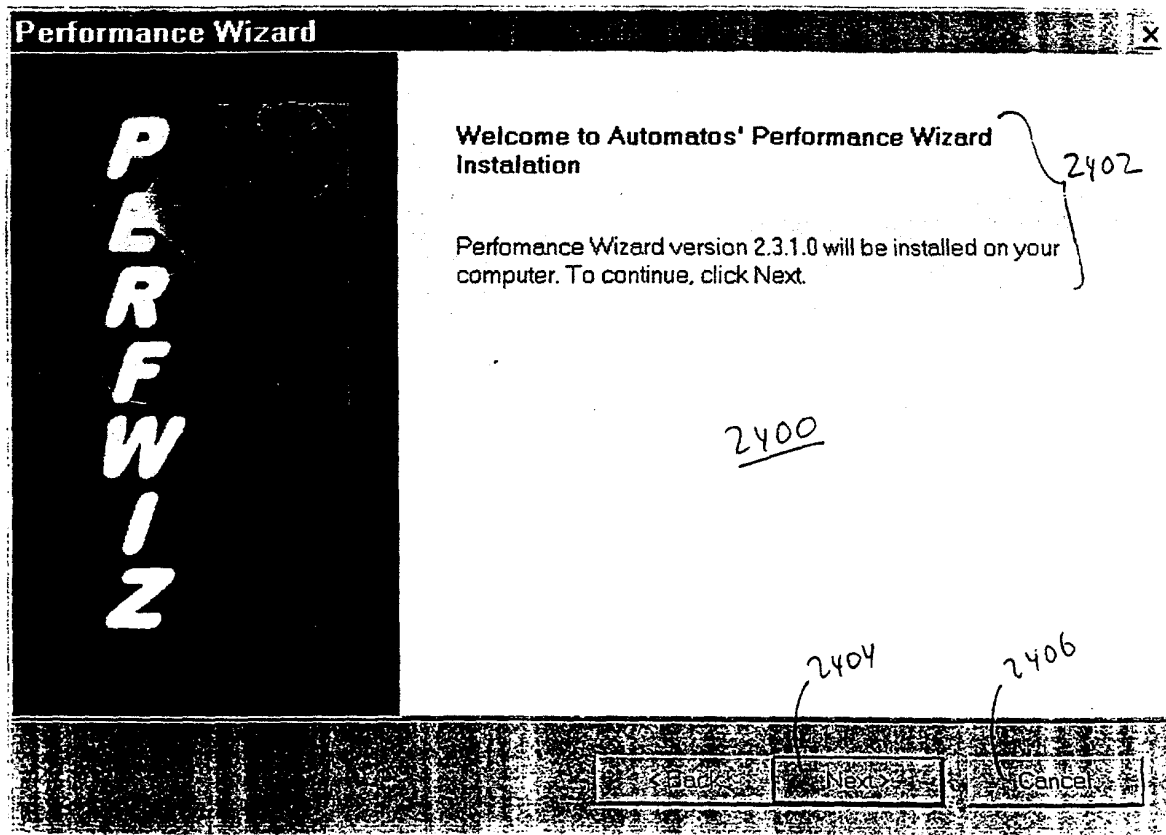 Performance Wizard
PERFWIZ
Welcome to Automatos' Performance Wizard
Instalation
2402
Perfomance Wizard version 2.3.1.0 will be installed on your
computer. To continue, click Next.
2400
2404
2406
< Back
Next >
Cancel